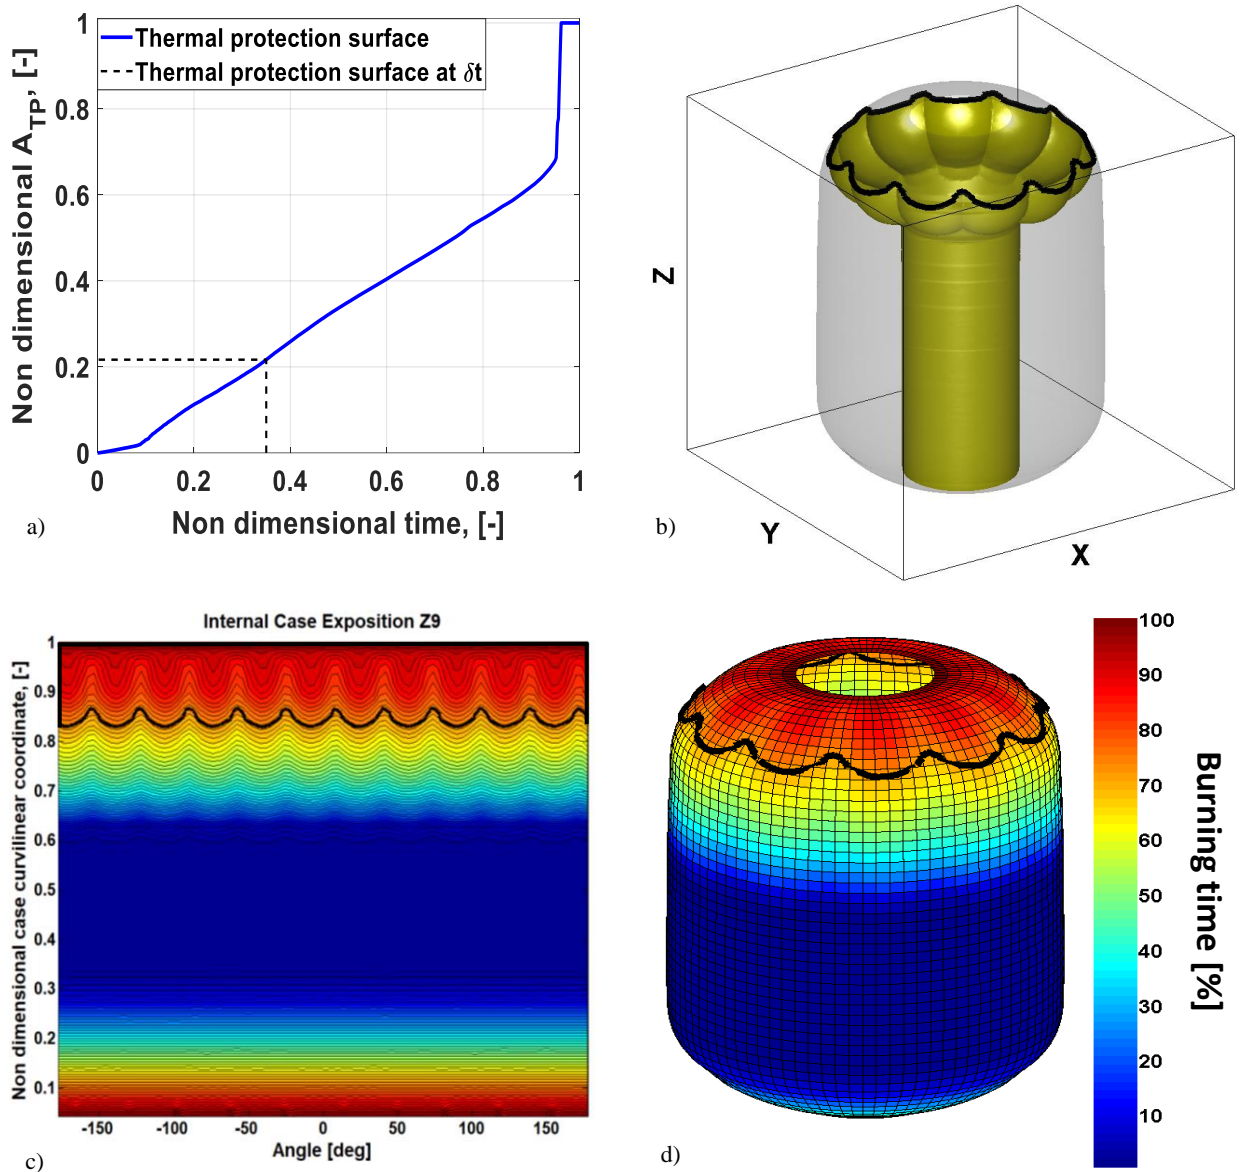 1
0.8
0.6
0.4
0.2
0
Non dimensional A_TP, [-]
Thermal protection surface
Thermal protection surface at δt
0 0.2 0.4 0.6 0.8 1
Non dimensional time, [-]
a)
Z
Y
X
b)
Internal Case Exposition Z9
1
0.9
0.8
0.7
0.6
0.5
0.4
0.3
0.2
0.1
Non dimensional case curvilinear coordinate, [-]
-150 -100 -50 0 50 100 150
Angle [deg]
c)
100
90
80
70
60
50
40
30
20
10
Burning time [%]
d)